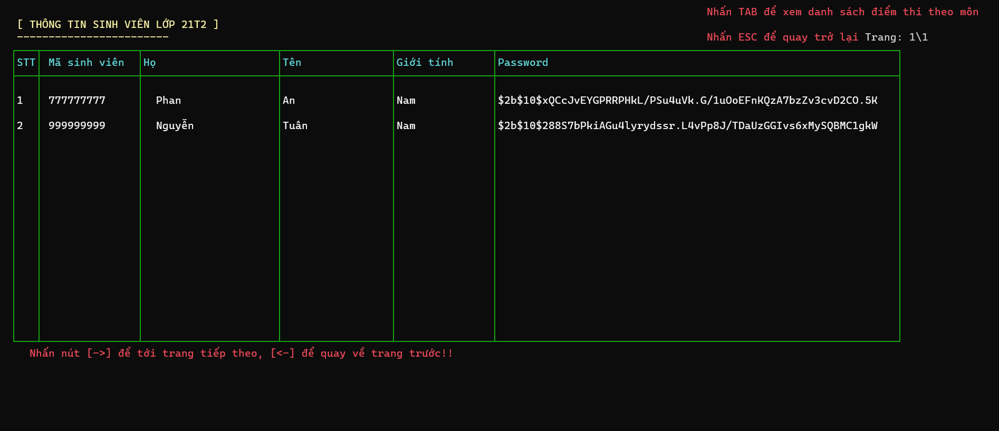 Nhấn TAB để xem danh sách điểm thi theo môn
[ THÔNG TIN SINH VIÊN LỚP 21T2 ]
------------------------
Nhấn ESC để quay trở lại Trang: 1\1
STT Mã sinh viên Họ Tên Giới tính Password
1 777777777 Phan An Nam $2b$10$xQCcJvEYGPRRPHkL/PSu4uVk.G/1uOoEFnKQzA7bzZv3cvD2CO.5K
2 999999999 Nguyễn Tuân Nam $2b$10$288S7bPkiAGu4lyrydssr.L4vPp8J/TDaUzGGIvs6xMySQBMC1gkW
Nhấn nút [->] để tới trang tiếp theo, [<-] để quay về trang trước!!